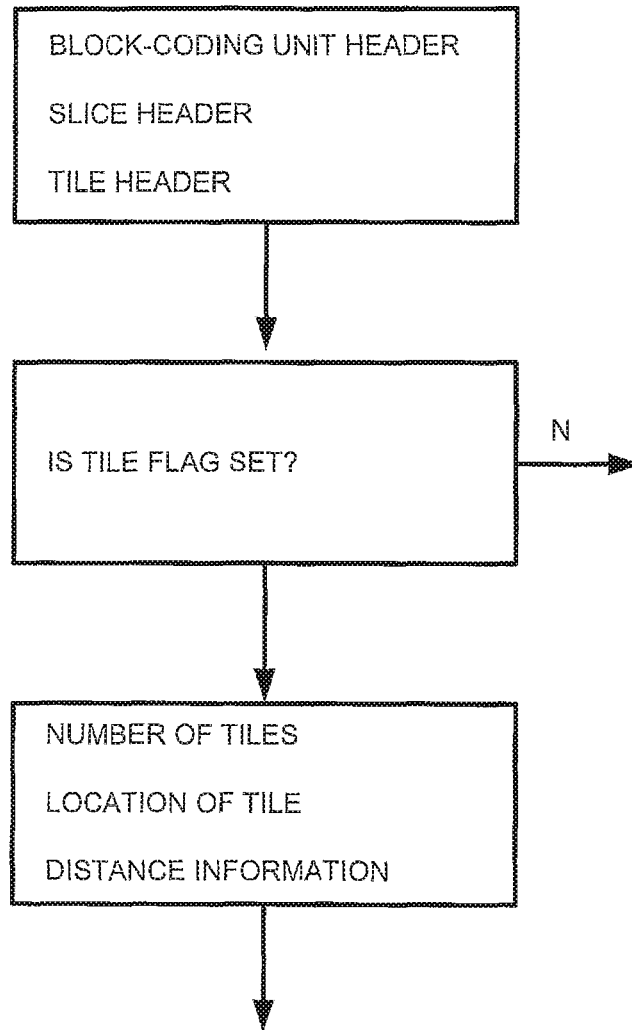 BLOCK-CODING UNIT HEADER
SLICE HEADER
TILE HEADER
IS TILE FLAG SET?
N
NUMBER OF TILES
LOCATION OF TILE
DISTANCE INFORMATION